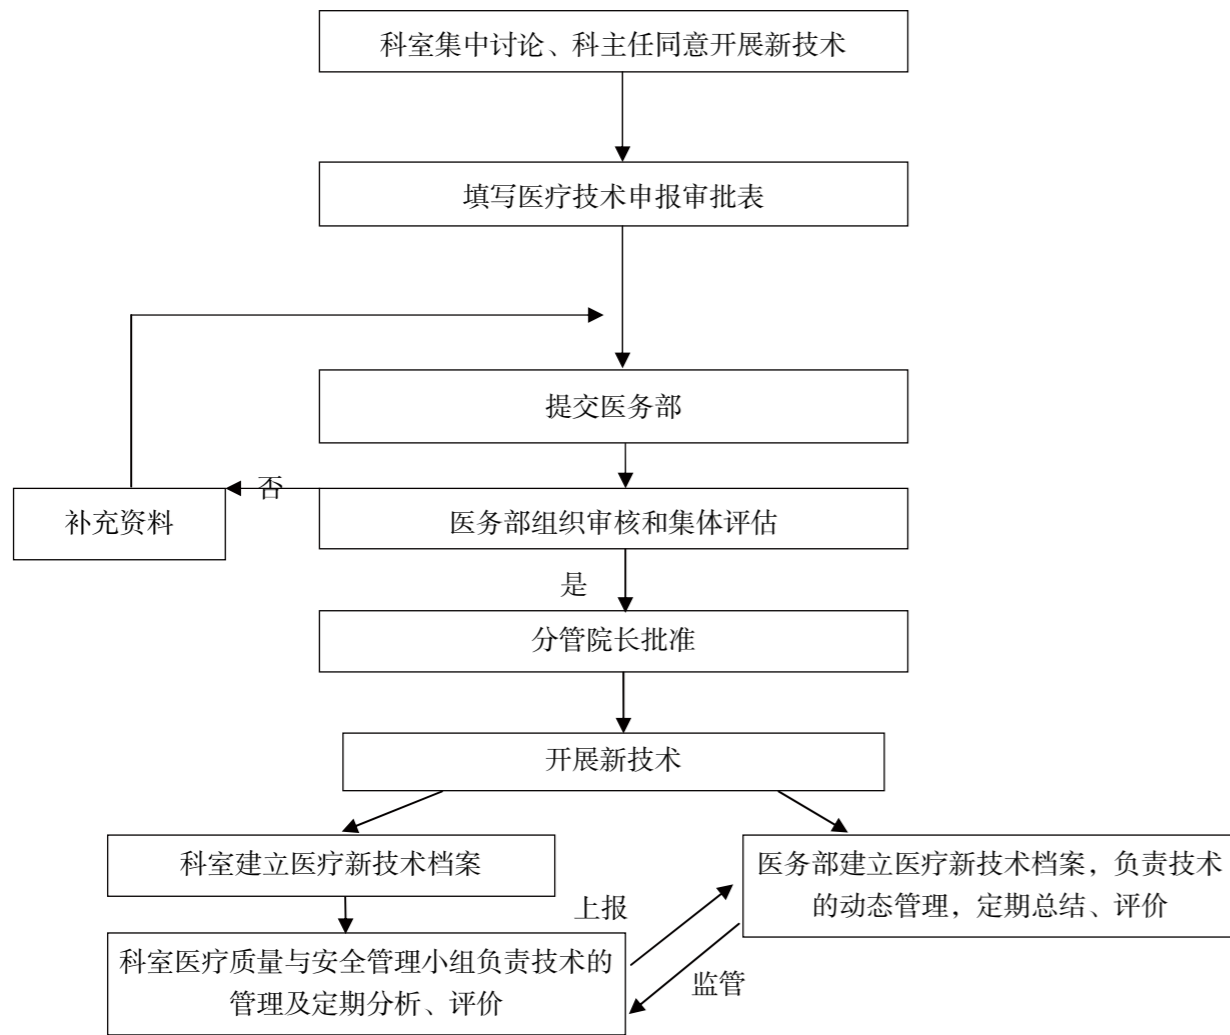 科室集中讨论、科主任同意开展新技术
填写医疗技术申报审批表
提交医务部
否
补充资料
医务部组织审核和集体评估
是
分管院长批准
开展新技术
科室建立医疗新技术档案
医务部建立医疗新技术档案，负责技术
的动态管理，定期总结、评价
上报
科室医疗质量与安全管理小组负责技术的
管理及定期分析、评价
监管